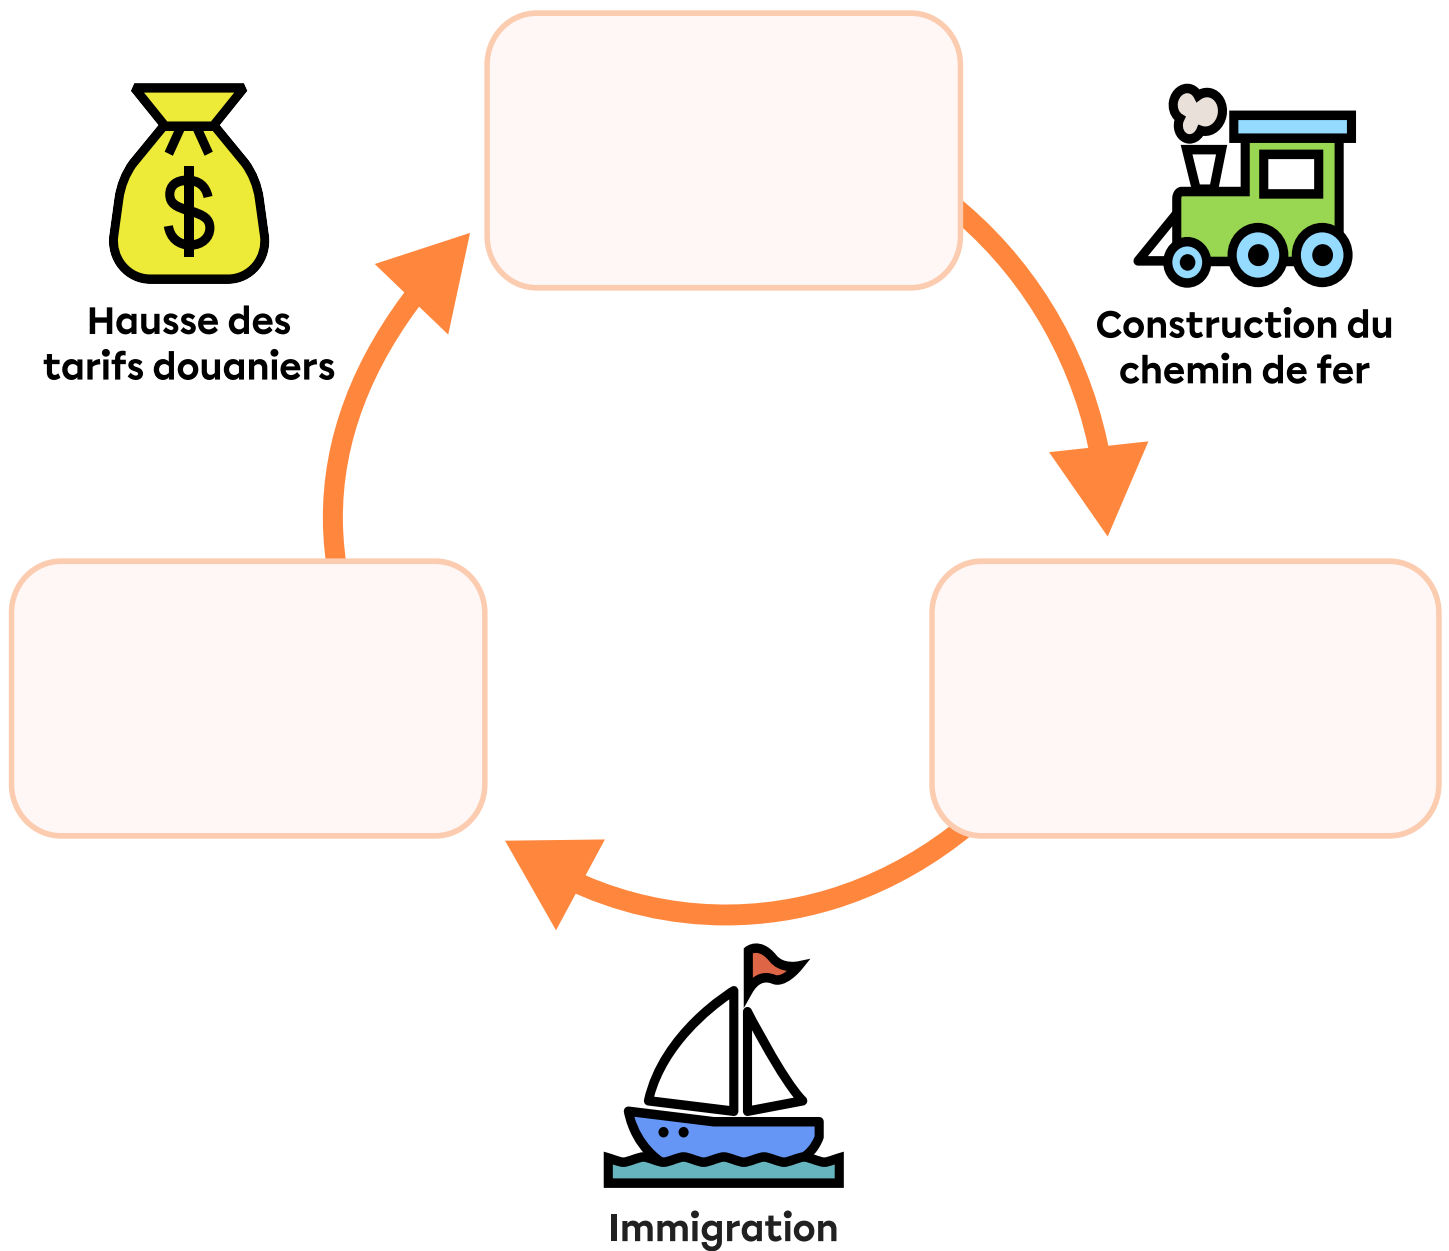 $
Hausse des
tarifs douaniers
Construction du
chemin de fer
Immigration